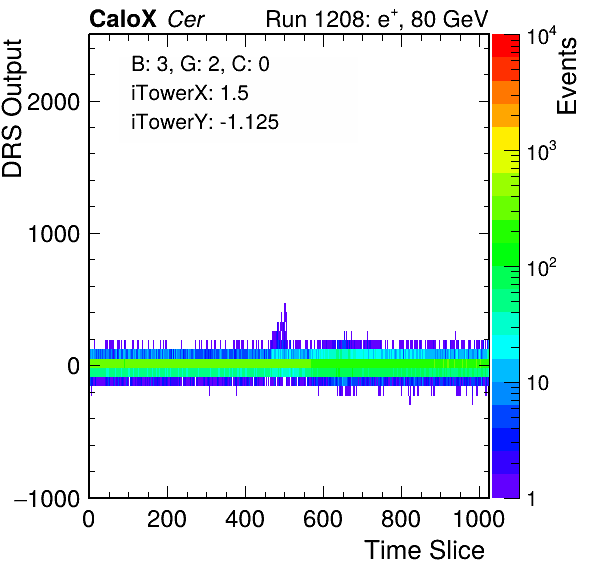 CaloX Cer Run 1208: e⁺, 80 GeV
B: 3, G: 2, C: 0
iTowerX: 1.5
iTowerY: -1.125
DRS Output
2000
1000
0
−1000
0 200 400 600 800 1000
Time Slice
Events
10⁴
10³
10²
10
1